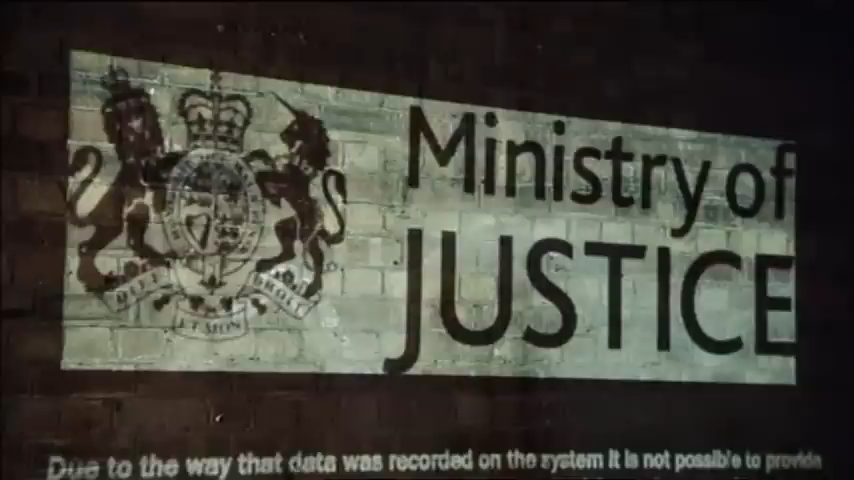 Ministry of
JUSTICE
DIEU
DROIT
ET MON
Due to the way that data was recorded on the system it is not possible to provide